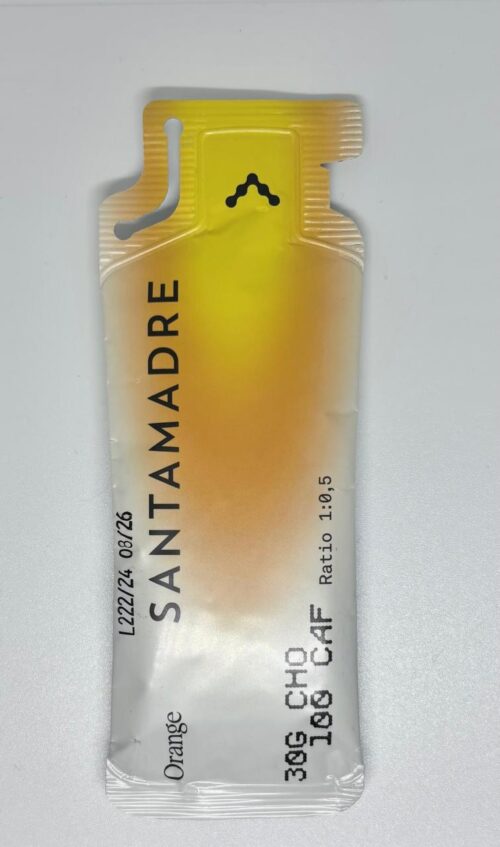 L222/24 08/26
SANTAMADRE
Orange
30G CHO
100 CAF Ratio 1:0,5